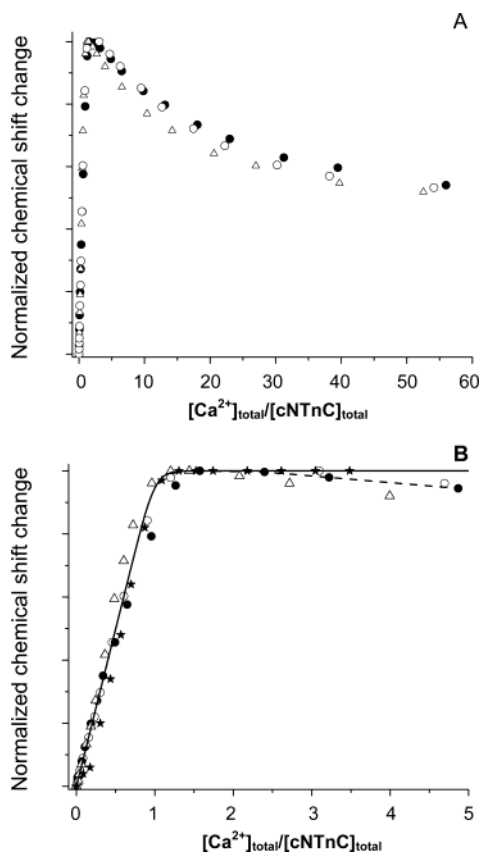 A
Normalized chemical shift change
0 10 20 30 40 50 60
[Ca²⁺]total/[cNTnC]total
B
Normalized chemical shift change
0 1 2 3 4 5
[Ca²⁺]total/[cNTnC]total